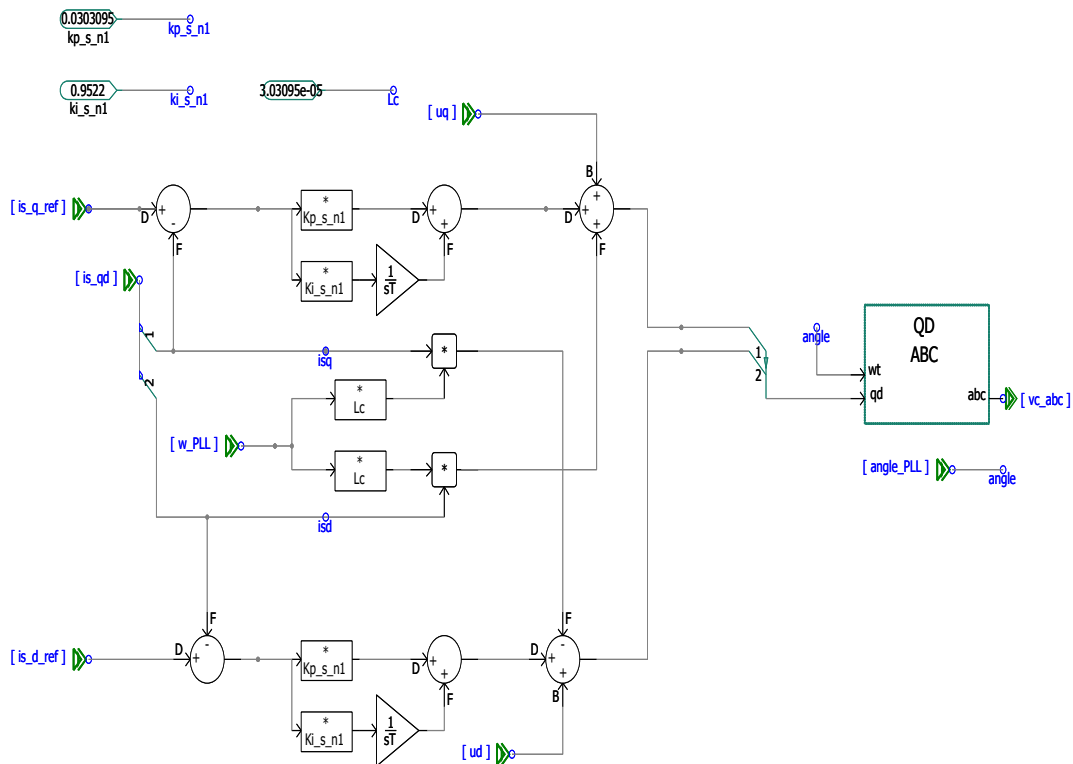 0.0303095
kp_s_n1
kp_s_n1
0.9522
ki_s_n1
ki_s_n1
3.03095e-05
Lc
[ uq ]
B
+
+
+
D
F
[ is_q_ref ]
D
+
-
F
*
Kp_s_n1
D
+
+
F
[ is_qd ]
*
Ki_s_n1
1
sT
1
2
isq
*
*
Lc
[ w_PLL ]
*
Lc
*
isd
1
2
angle
QD
ABC
wt
qd
abc
[ vc_abc ]
[ angle_PLL ]
angle
F
-
+
D
[ is_d_ref ]
*
Kp_s_n1
D
+
+
F
F
D
-
+
+
B
*
Ki_s_n1
1
sT
[ ud ]